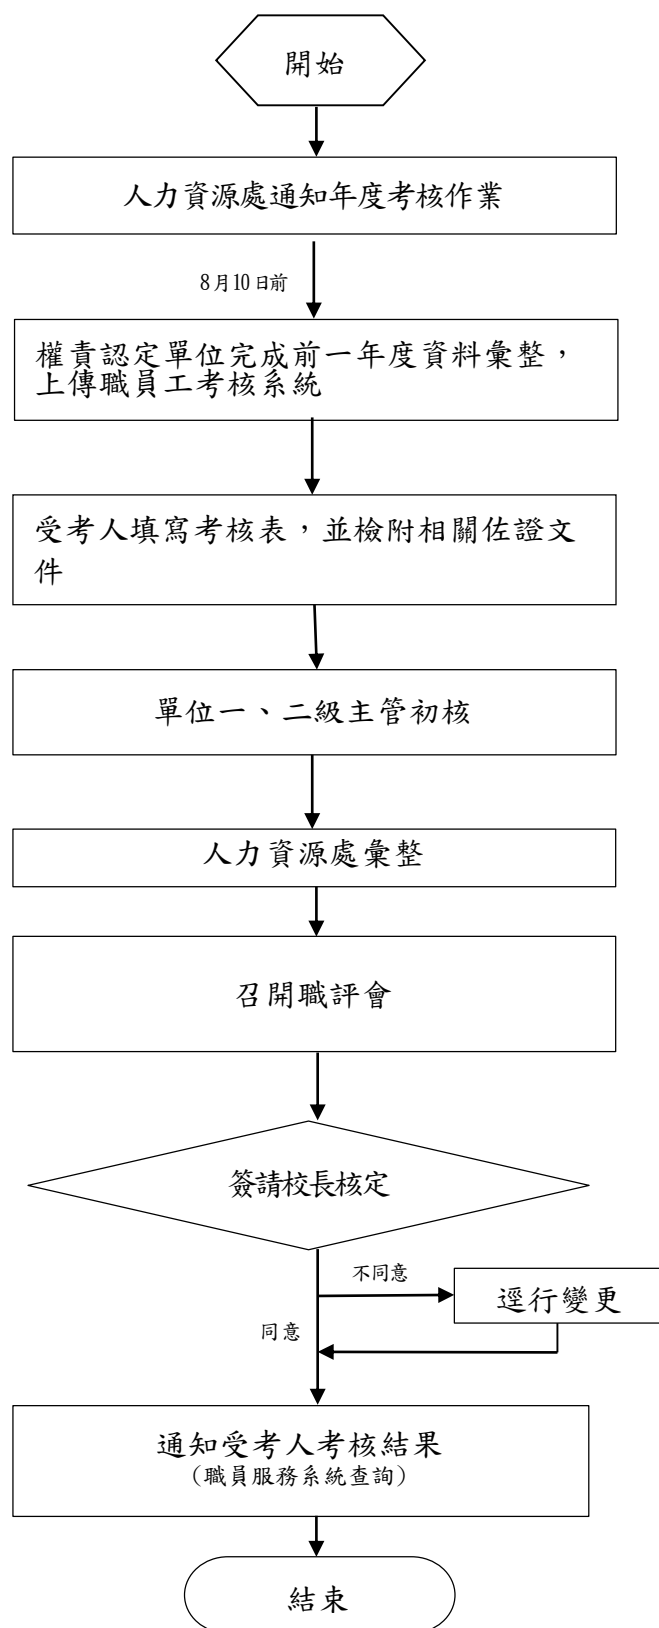 開始
人力資源處通知年度考核作業
8月10日前
權責認定單位完成前一年度資料彙整，
上傳職員工考核系統
受考人填寫考核表，並檢附相關佐證文
件
單位一、二級主管初核
人力資源處彙整
召開職評會
簽請校長核定
不同意
逕行變更
同意
通知受考人考核結果
（職員服務系統查詢）
結束